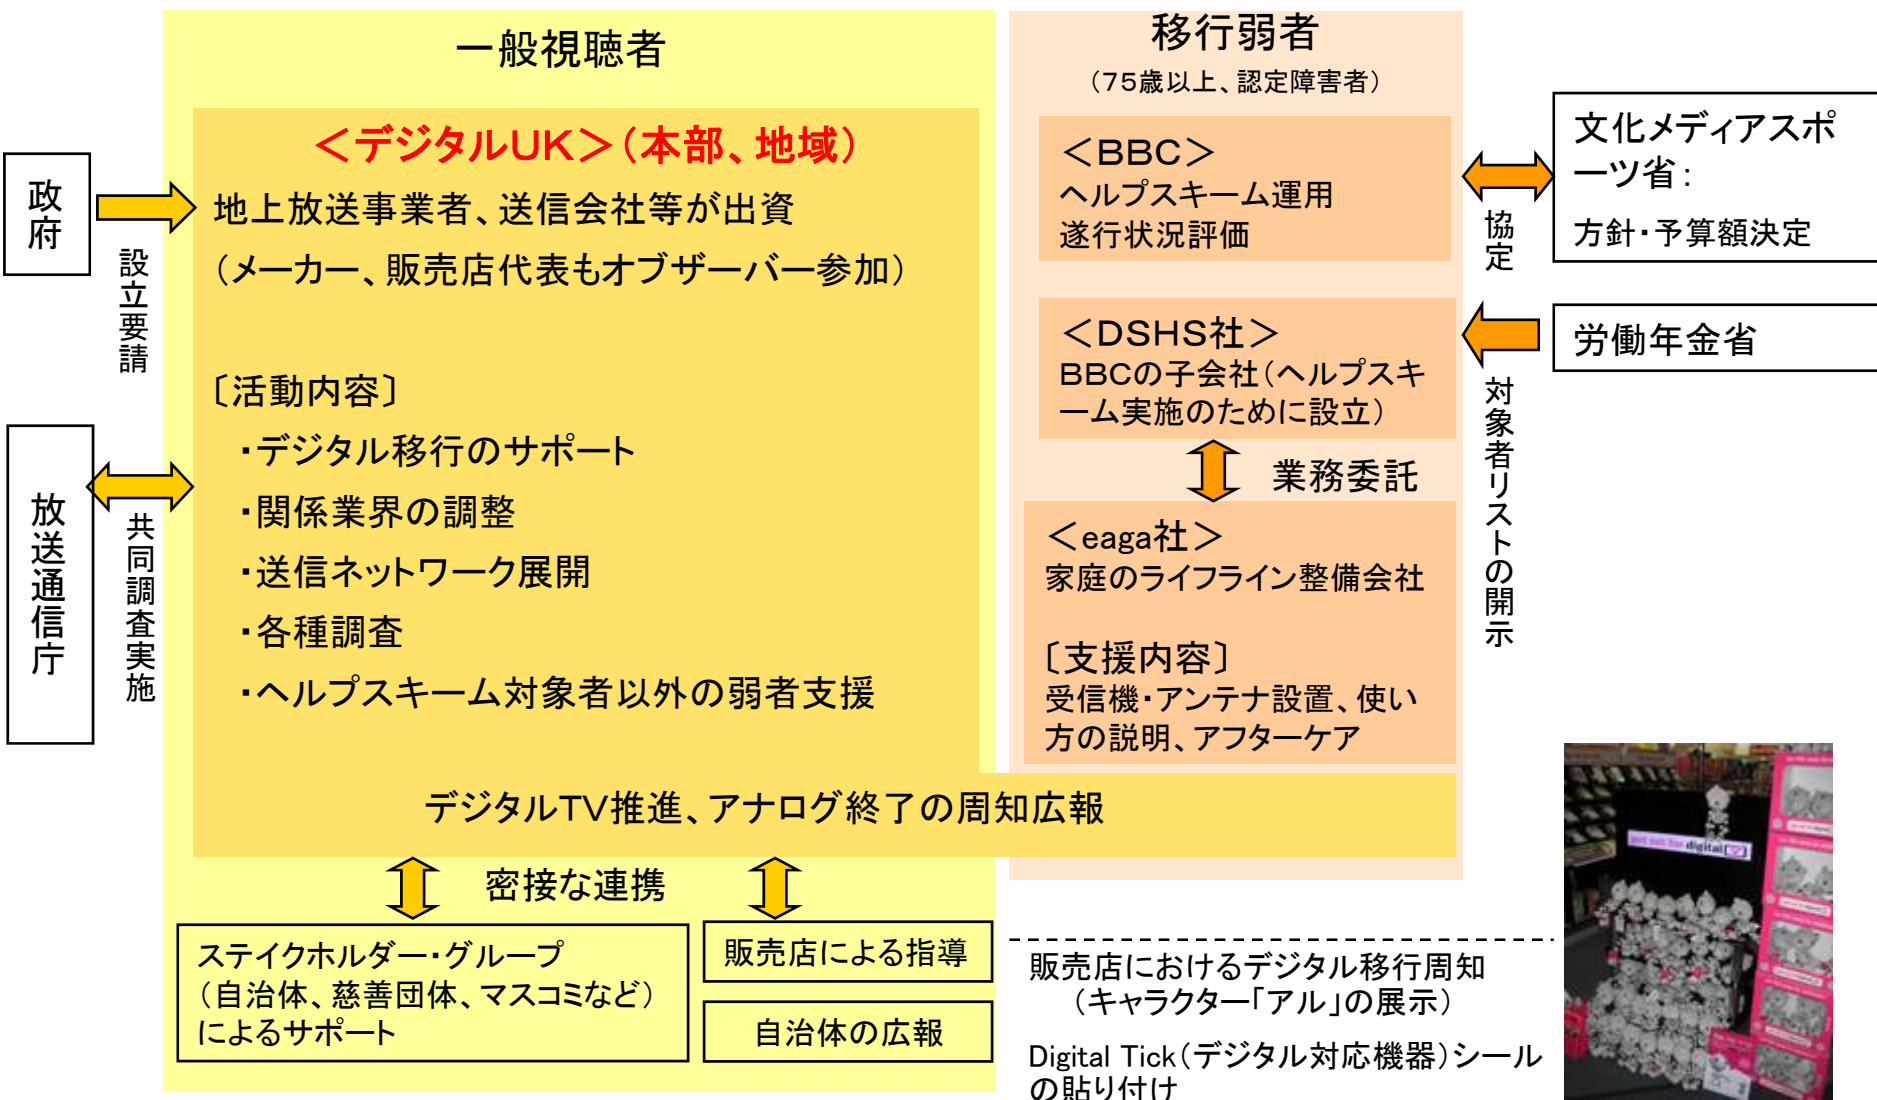 一般視聴者
<デジタルUK>(本部、地域)
地上放送事業者、送信会社等が出資
(メーカー、販売店代表もオブザーバー参加)
〔活動内容〕
・デジタル移行のサポート
・関係業界の調整
・送信ネットワーク展開
・各種調査
・ヘルプスキーム対象者以外の弱者支援
デジタルTV推進、アナログ終了の周知広報
政府
設立要請
放送通信庁
共同調査実施
密接な連携
ステイクホルダー・グループ
(自治体、慈善団体、マスコミなど)
によるサポート
販売店による指導
自治体の広報
移行弱者
(75歳以上、認定障害者)
<BBC>
ヘルプスキーム運用
遂行状況評価
<DSHS社>
BBCの子会社(ヘルプスキ
ーム実施のために設立)
業務委託
<eaga社>
家庭のライフライン整備会社
〔支援内容〕
受信機・アンテナ設置、使い
方の説明、アフターケア
文化メディアスポ
ーツ省:
方針・予算額決定
協定
労働年金省
対象者リストの開示
販売店におけるデジタル移行周知
(キャラクター「アル」の展示)
Digital Tick(デジタル対応機器)シール
の貼り付け
digital